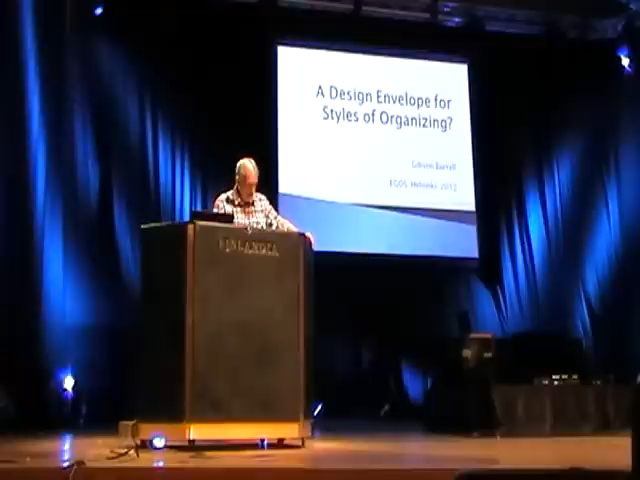 A Design Envelope for
Styles of Organizing?
Gibson Burrell
EGOS, Helsinki, 2012
FINLANDIA